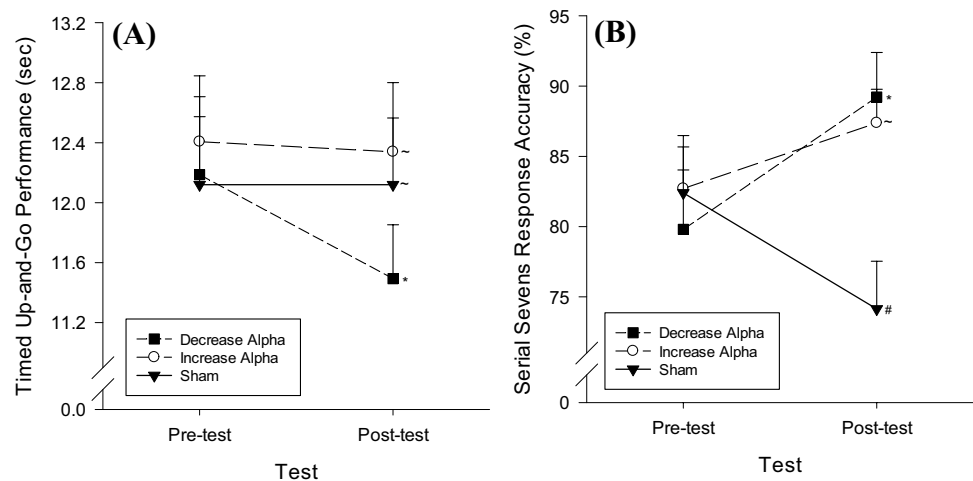 (A)
Timed Up-and-Go Performance (sec)
13.2
12.8
12.4
12.0
11.6
11.2
0.0
~
~
*
Decrease Alpha
Increase Alpha
Sham
Pre-test
Post-test
Test
(B)
Serial Sevens Response Accuracy (%)
95
90
85
80
75
0
*
~
#
Decrease Alpha
Increase Alpha
Sham
Pre-test
Post-test
Test